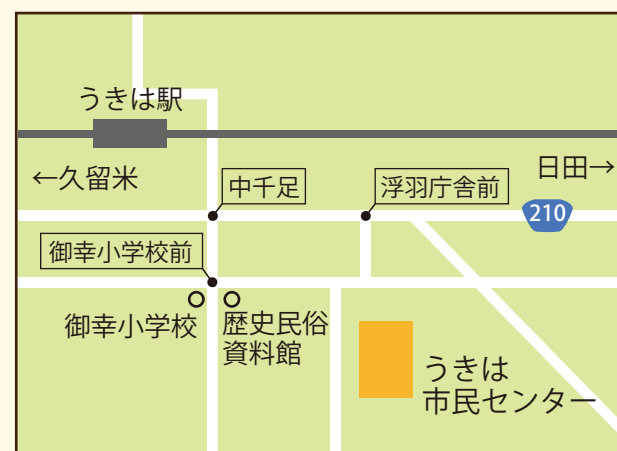 うきは駅
←久留米
日田→
中千足
浮羽庁舎前
210
御幸小学校前
御幸小学校
歴史民俗
資料館
うきは
市民センター